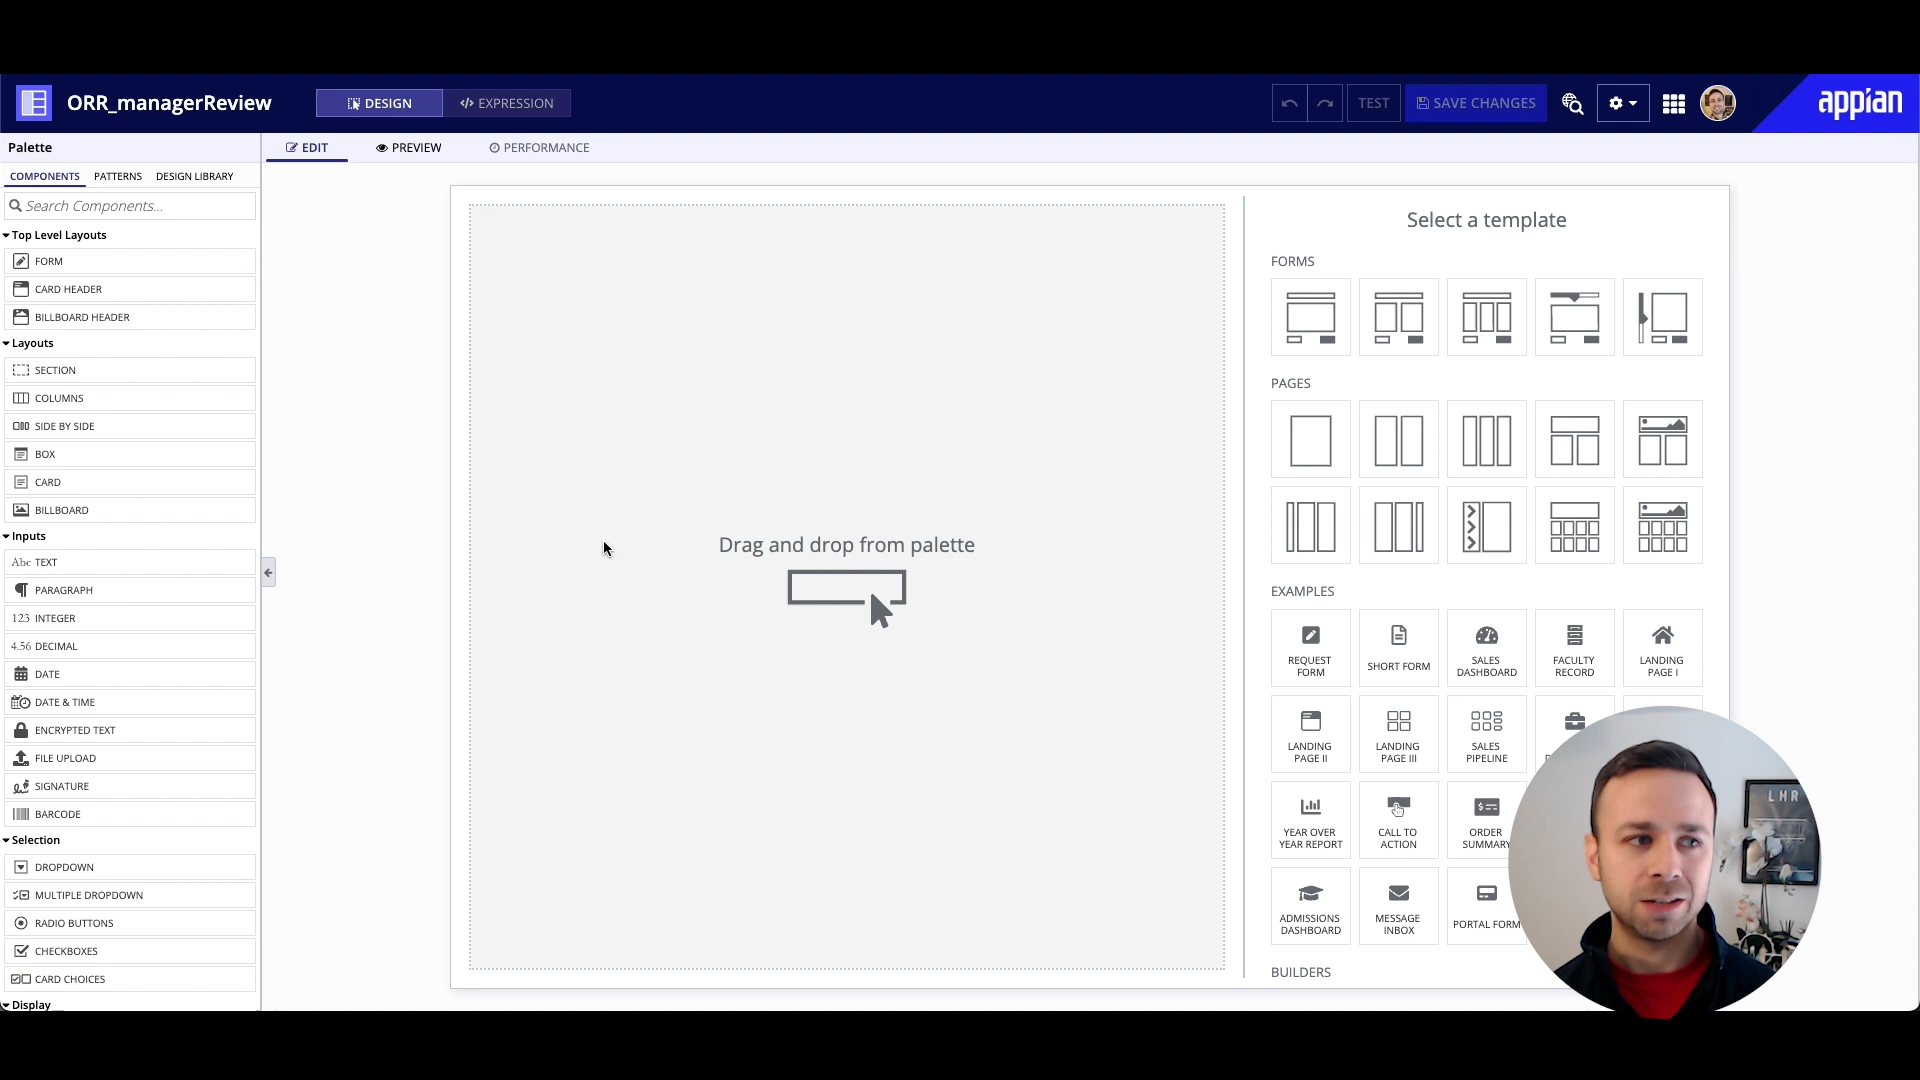 ORR_managerReview
DESIGN
EXPRESSION
TEST
SAVE CHANGES
appian
Palette
EDIT
PREVIEW
PERFORMANCE
COMPONENTS
PATTERNS
DESIGN LIBRARY
Search Components...
Top Level Layouts
FORM
CARD HEADER
BILLBOARD HEADER
Layouts
SECTION
COLUMNS
SIDE BY SIDE
BOX
CARD
BILLBOARD
Inputs
Abc TEXT
PARAGRAPH
123 INTEGER
4.56 DECIMAL
DATE
DATE & TIME
ENCRYPTED TEXT
FILE UPLOAD
SIGNATURE
BARCODE
Selection
DROPDOWN
MULTIPLE DROPDOWN
RADIO BUTTONS
CHECKBOXES
CARD CHOICES
Display
Drag and drop from palette
Select a template
FORMS
PAGES
EXAMPLES
REQUEST
FORM
SHORT FORM
SALES
DASHBOARD
FACULTY
RECORD
LANDING
PAGE I
LANDING
PAGE II
LANDING
PAGE III
SALES
PIPELINE
YEAR OVER
YEAR REPORT
CALL TO
ACTION
ORDER
SUMMARY
ADMISSIONS
DASHBOARD
MESSAGE
INBOX
PORTAL FORM
BUILDERS
LHR